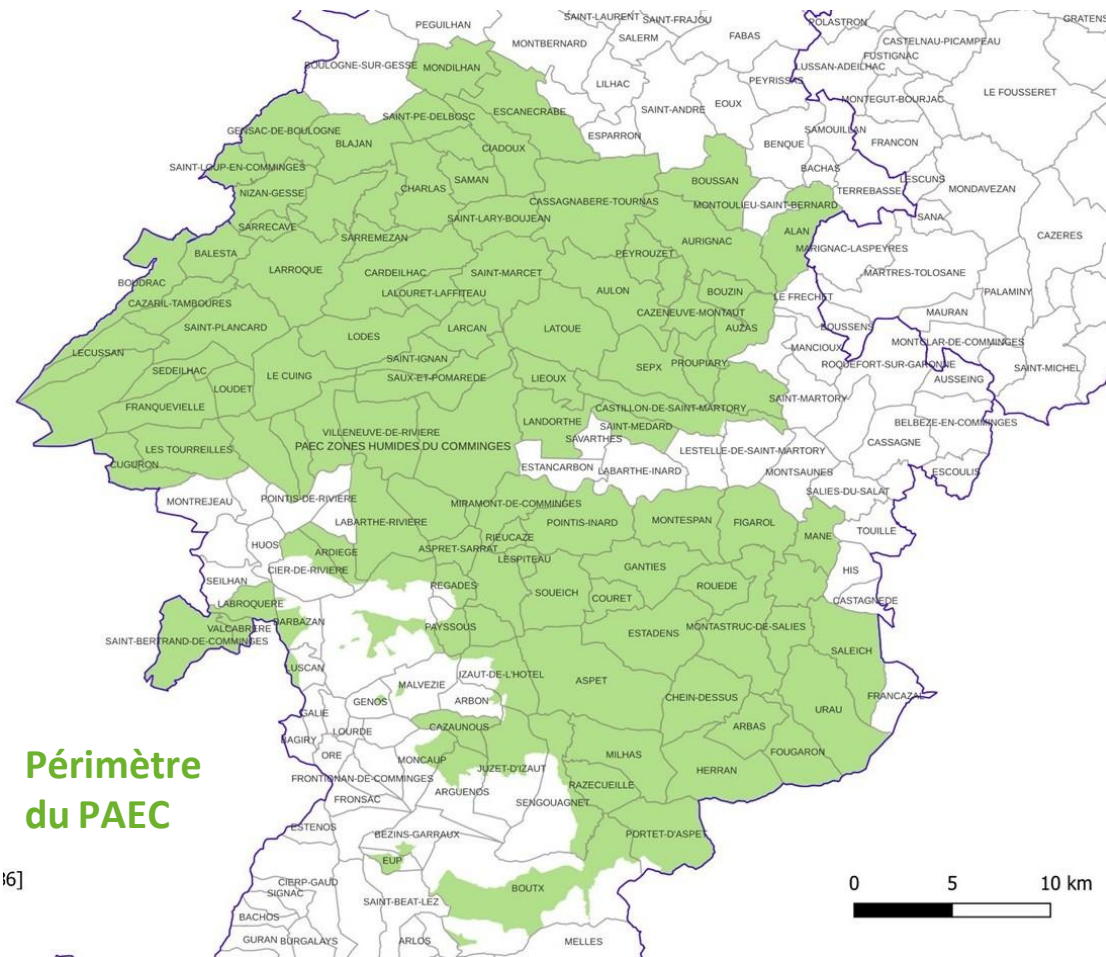 PEGUILHAN
SAINT-LAURENT
SAINT-FRAJOU
POLASTRON
GRATENS
MONTBERNARD
SALERM
FABAS
CASTELNAU-PICAMPEAU
FUSTIGNAC
BOULOGNE-SUR-GESSE
MONDILHAN
LUSSAN-ADEILHAC
LILHAC
PEYRISSAS
LE FOUSSERET
MONTEGUT-BOURJAC
SAINT-ANDRE
EOUX
ESCANECRABE
SAINT-PE-DELBOSC
GENSAC-DE-BOULOGNE
BLAJAN
ESPARRON
SAMOUILLAN
BENQUE
FRANCON
CIADOUX
SAINT-LOUP-EN-COMMINGES
BACHAS
LESCUNS
SAMAN
BOUSSAN
CHARLAS
NIZAN-GESSE
TERREBASSE
MONDAVEZAN
CASSAGNABERE-TOURNAS
MONTOULIEU-SAINT-BERNARD
SAINT-LARY-BOUJEAN
SANA
SARRECAVE
ALAN
SARREMEZAN
AURIGNAC
CAZERES
MARIGNAC-LASPEYRES
BALESTA
PEYROUZET
LARROQUE
CARDEILHAC
SAINT-MARCET
MARTRES-TOLOSANE
BOUDRAC
AULON
BOUZIN
LALOURET-LAFFITEAU
LE FRECHET
PALAMINY
CAZARIL-TAMBOURES
CAZENEUVE-MONTAUT
MAURAN
SAINT-PLANCARD
LARCAN
LATOUE
AUZAS
BOUSSENS
LODES
MONTCLAR-DE-COMMINGES
MANCIOUX
LECUSSAN
SAINT-IGNAN
PROUPIARY
ROQUEFORT-SUR-GARONNE
SAINT-MICHEL
SEPX
SEDEILHAC
LE CUING
SAUX-ET-POMAREDE
LIEOUX
AUSSEING
LOUDET
SAINT-MARTORY
FRANQUEVIELLE
CASTILLON-DE-SAINT-MARTORY
LANDORTHE
BELBEZE-EN-COMMINGES
SAINT-MEDARD
VILLENEUVE-DE-RIVIERE
SAVARTHES
CASSAGNE
PAEC ZONES HUMIDES DU COMMINGES
LES TOURREILLES
LESTELLE-DE-SAINT-MARTORY
CUGURON
ESTANCARBON
LABARTHE-INARD
MONTSAUNES
ESCOULIS
SALIES-DU-SALAT
MONTREJEAU
POINTIS-DE-RIVIERE
MIRAMONT-DE-COMMINGES
LABARTHE-RIVIERE
POINTIS-INARD
MONTESPAN
FIGAROL
TOUILLE
MANE
RIEUCAZE
HUOS
ARDIEGE
ASPRET-SARRAT
LESPITEAU
GANTIES
CIER-DE-RIVIERE
HIS
SEILHAN
REGADES
ROUEDE
SOUEICH
COURET
LABROQUERE
CASTAGNEDE
BARBAZAN
VALCABRERE
PAYSSOUS
MONTASTRUC-DE-SALIES
ESTADENS
SAINT-BERTRAND-DE-COMMINGES
SALEICH
LUSCAN
IZAUT-DE-L'HOTEL
ASPET
MALVEZIE
FRANCAZAL
GENOS
ARBON
CHEIN-DESSUS
URAU
GALIE
CAZAUNOUS
ARBAS
LOURDE
BAGIRY
FOUGARON
ORE
MONCAUP
MILHAS
JUZET-D'IZAUT
HERRAN
FRONTIGNAN-DE-COMMINGES
RAZECUEILLE
ARGUENOS
FRONSAC
SENGOUAGNET
ESTENOS
BEZINS-GARRAUX
PORTET-D'ASPET
EUP
CIERP-GAUD
BOUTX
SIGNAC
SAINT-BEAT-LEZ
BACHOS
GURAN
BURGALAYS
ARLOS
MELLES
Périmètre
du PAEC
36]
0 5 10 km